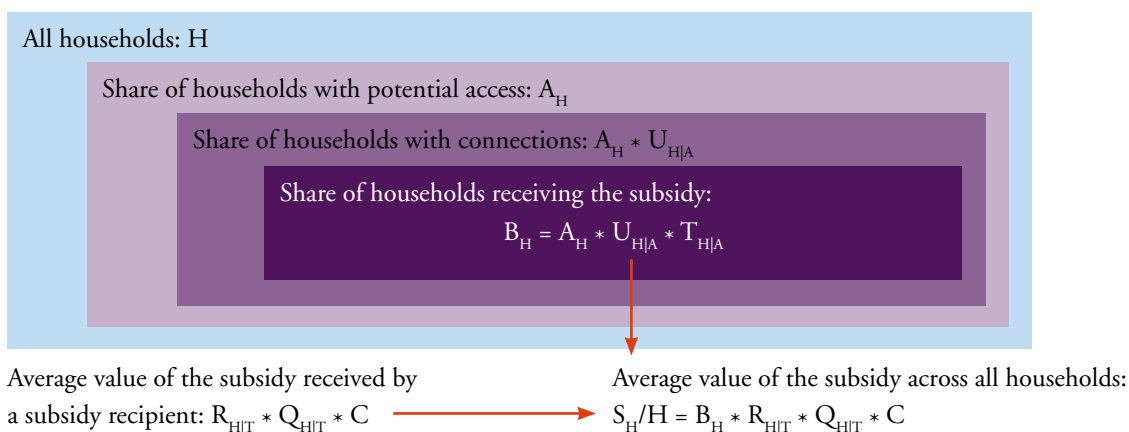 All households: H
Share of households with potential access: A_H
Share of households with connections: A_H * U_H|A
Share of households receiving the subsidy:
B_H = A_H * U_H|A * T_H|A
Average value of the subsidy received by
a subsidy recipient: R_H|T * Q_H|T * C
Average value of the subsidy across all households:
S_H/H = B_H * R_H|T * Q_H|T * C